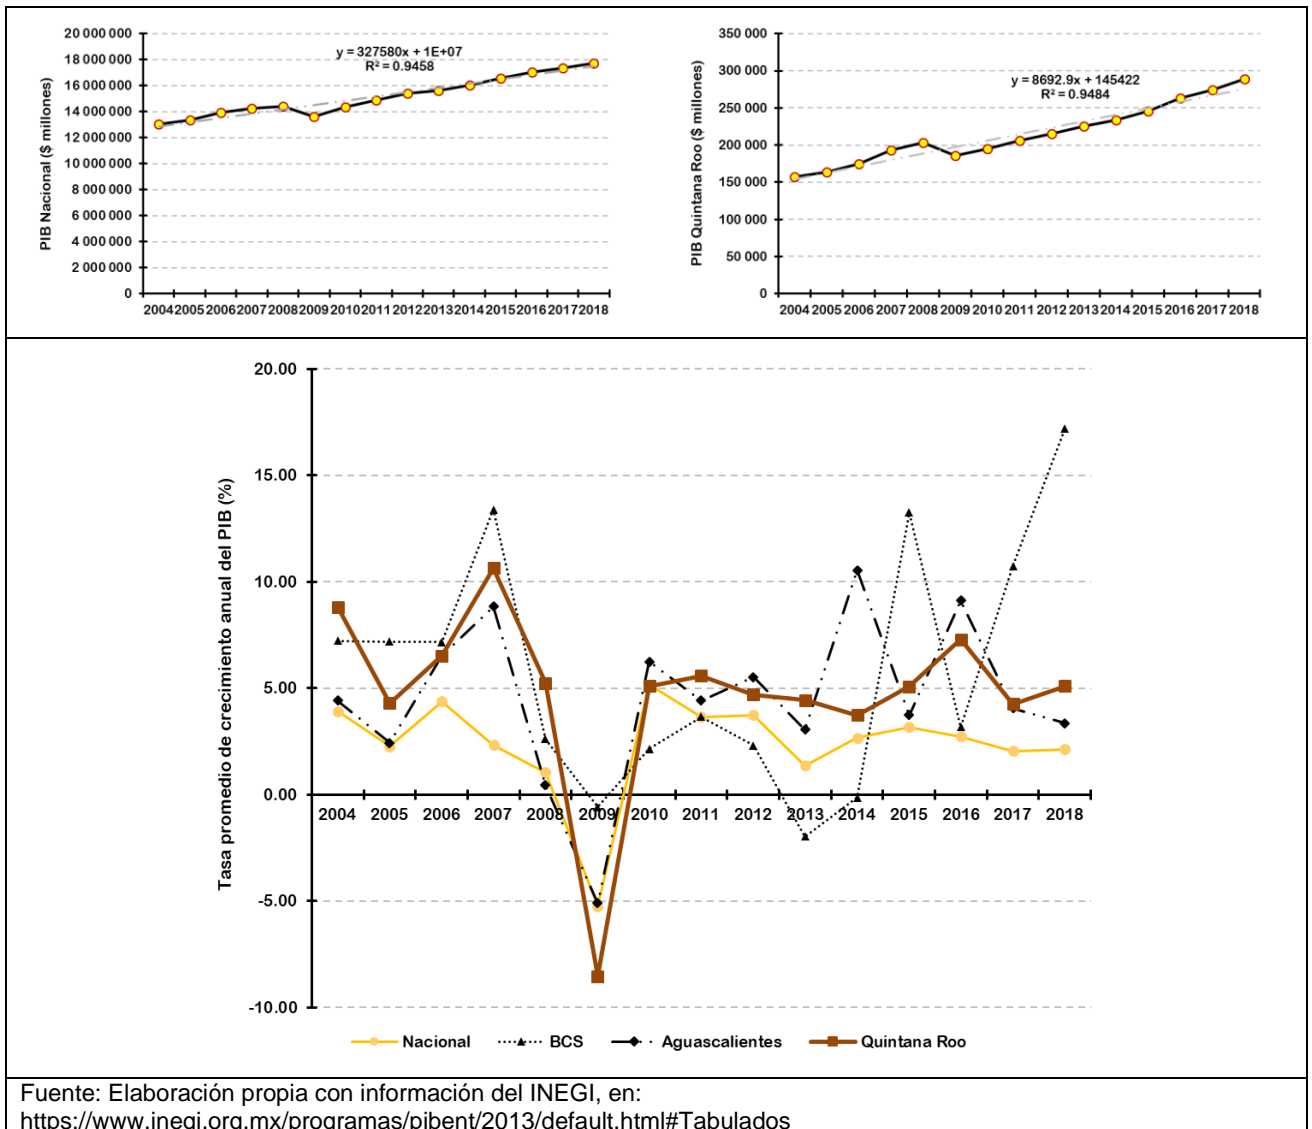 PIB Nacional ($ millones)
20 000 000
18 000 000
16 000 000
14 000 000
12 000 000
10 000 000
8 000 000
6 000 000
4 000 000
2 000 000
0
y = 327580x + 1E+07
R² = 0.9458
2004 2005 2006 2007 2008 2009 2010 2011 2012 2013 2014 2015 2016 2017 2018
PIB Quintana Roo ($ millones)
350 000
300 000
250 000
200 000
150 000
100 000
50 000
0
y = 8692.9x + 145422
R² = 0.9484
2004 2005 2006 2007 2008 2009 2010 2011 2012 2013 2014 2015 2016 2017 2018
Tasa promedio de crecimiento anual del PIB (%)
20.00
15.00
10.00
5.00
0.00
-5.00
-10.00
2004 2005 2006 2007 2008 2009 2010 2011 2012 2013 2014 2015 2016 2017 2018
Nacional BCS Aguascalientes Quintana Roo
Fuente: Elaboración propia con información del INEGI, en:
https://www.inegi.org.mx/programas/pibent/2013/default.html#Tabulados